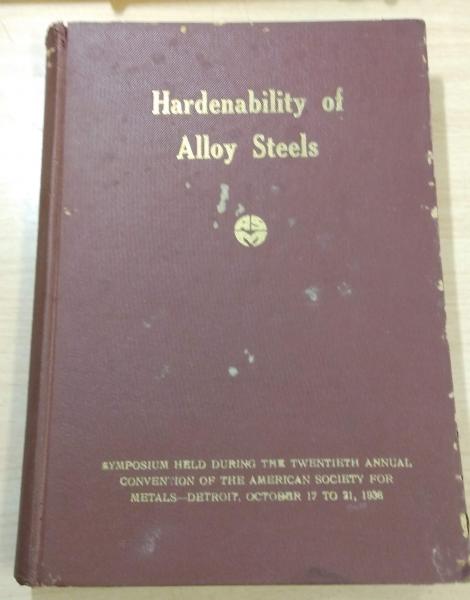 Hardenability of
Alloy Steels
ASM
SYMPOSIUM HELD DURING THE TWENTIETH ANNUAL
CONVENTION OF THE AMERICAN SOCIETY FOR
METALS—DETROIT, OCTOBER 17 TO 21, 1938